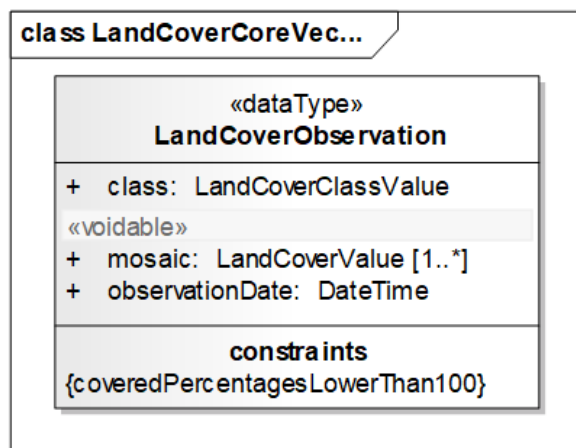 class LandCoverCoreVec...
«dataType»
LandCoverObservation
+ class: LandCoverClassValue
«voidable»
+ mosaic: LandCoverValue [1..*]
+ observationDate: DateTime
constraints
{coveredPercentagesLowerThan100}